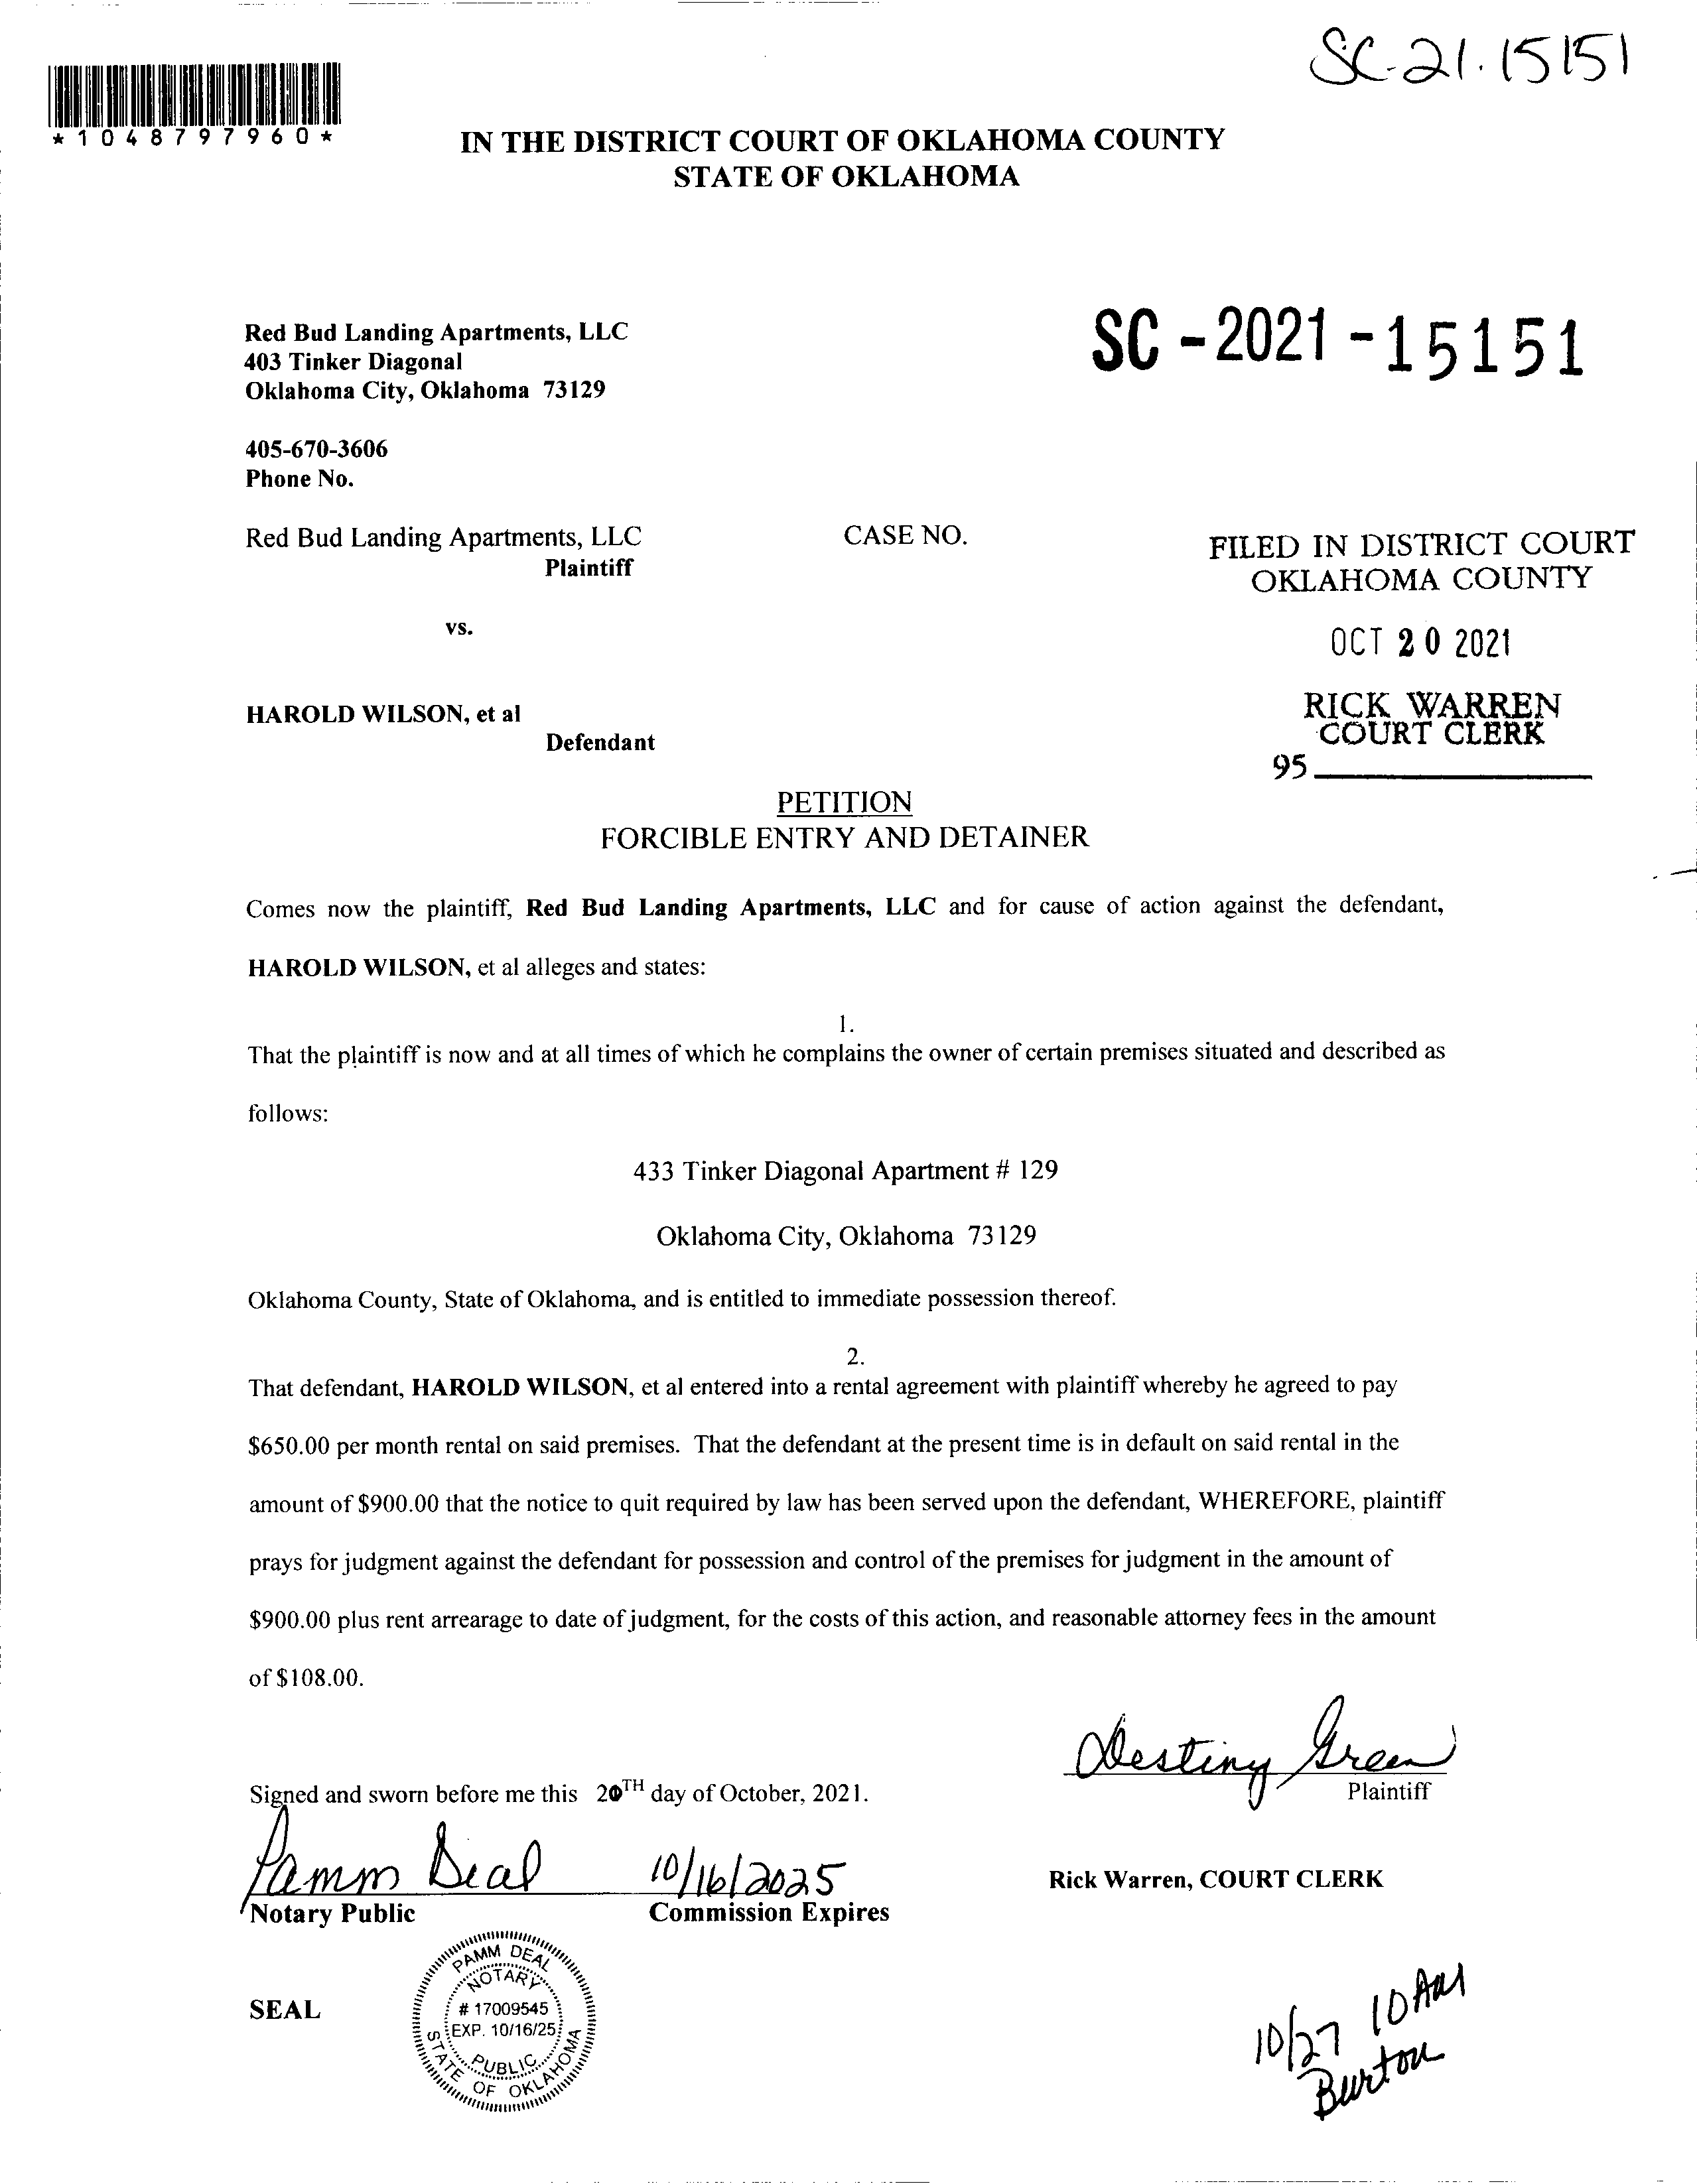 SC-21-15151
*1048797960*
IN THE DISTRICT COURT OF OKLAHOMA COUNTY
STATE OF OKLAHOMA
Red Bud Landing Apartments, LLC
403 Tinker Diagonal
Oklahoma City, Oklahoma 73129
SC - 2021 - 15151
405-670-3606
Phone No.
Red Bud Landing Apartments, LLC
Plaintiff
CASE NO.
FILED IN DISTRICT COURT
OKLAHOMA COUNTY
vs.
OCT 20 2021
HAROLD WILSON, et al
Defendant
RICK WARREN
COURT CLERK
95
PETITION
FORCIBLE ENTRY AND DETAINER
Comes now the plaintiff, Red Bud Landing Apartments, LLC and for cause of action against the defendant,
HAROLD WILSON, et al alleges and states:
1.
That the plaintiff is now and at all times of which he complains the owner of certain premises situated and described as
follows:
433 Tinker Diagonal Apartment # 129
Oklahoma City, Oklahoma 73129
Oklahoma County, State of Oklahoma, and is entitled to immediate possession thereof.
2.
That defendant, HAROLD WILSON, et al entered into a rental agreement with plaintiff whereby he agreed to pay
$650.00 per month rental on said premises. That the defendant at the present time is in default on said rental in the
amount of $900.00 that the notice to quit required by law has been served upon the defendant, WHEREFORE, plaintiff
prays for judgment against the defendant for possession and control of the premises for judgment in the amount of
$900.00 plus rent arrearage to date of judgment, for the costs of this action, and reasonable attorney fees in the amount
of $108.00.
Destiny Green
Plaintiff
Signed and sworn before me this 20TH day of October, 2021.
Pamm Deal
10/16/2025
Notary Public
Commission Expires
Rick Warren, COURT CLERK
SEAL
PAMM DEAL
NOTARY
# 17009545
EXP. 10/16/25
PUBLIC
STATE OF OKLAHOMA
10/27 10 AM
Burton